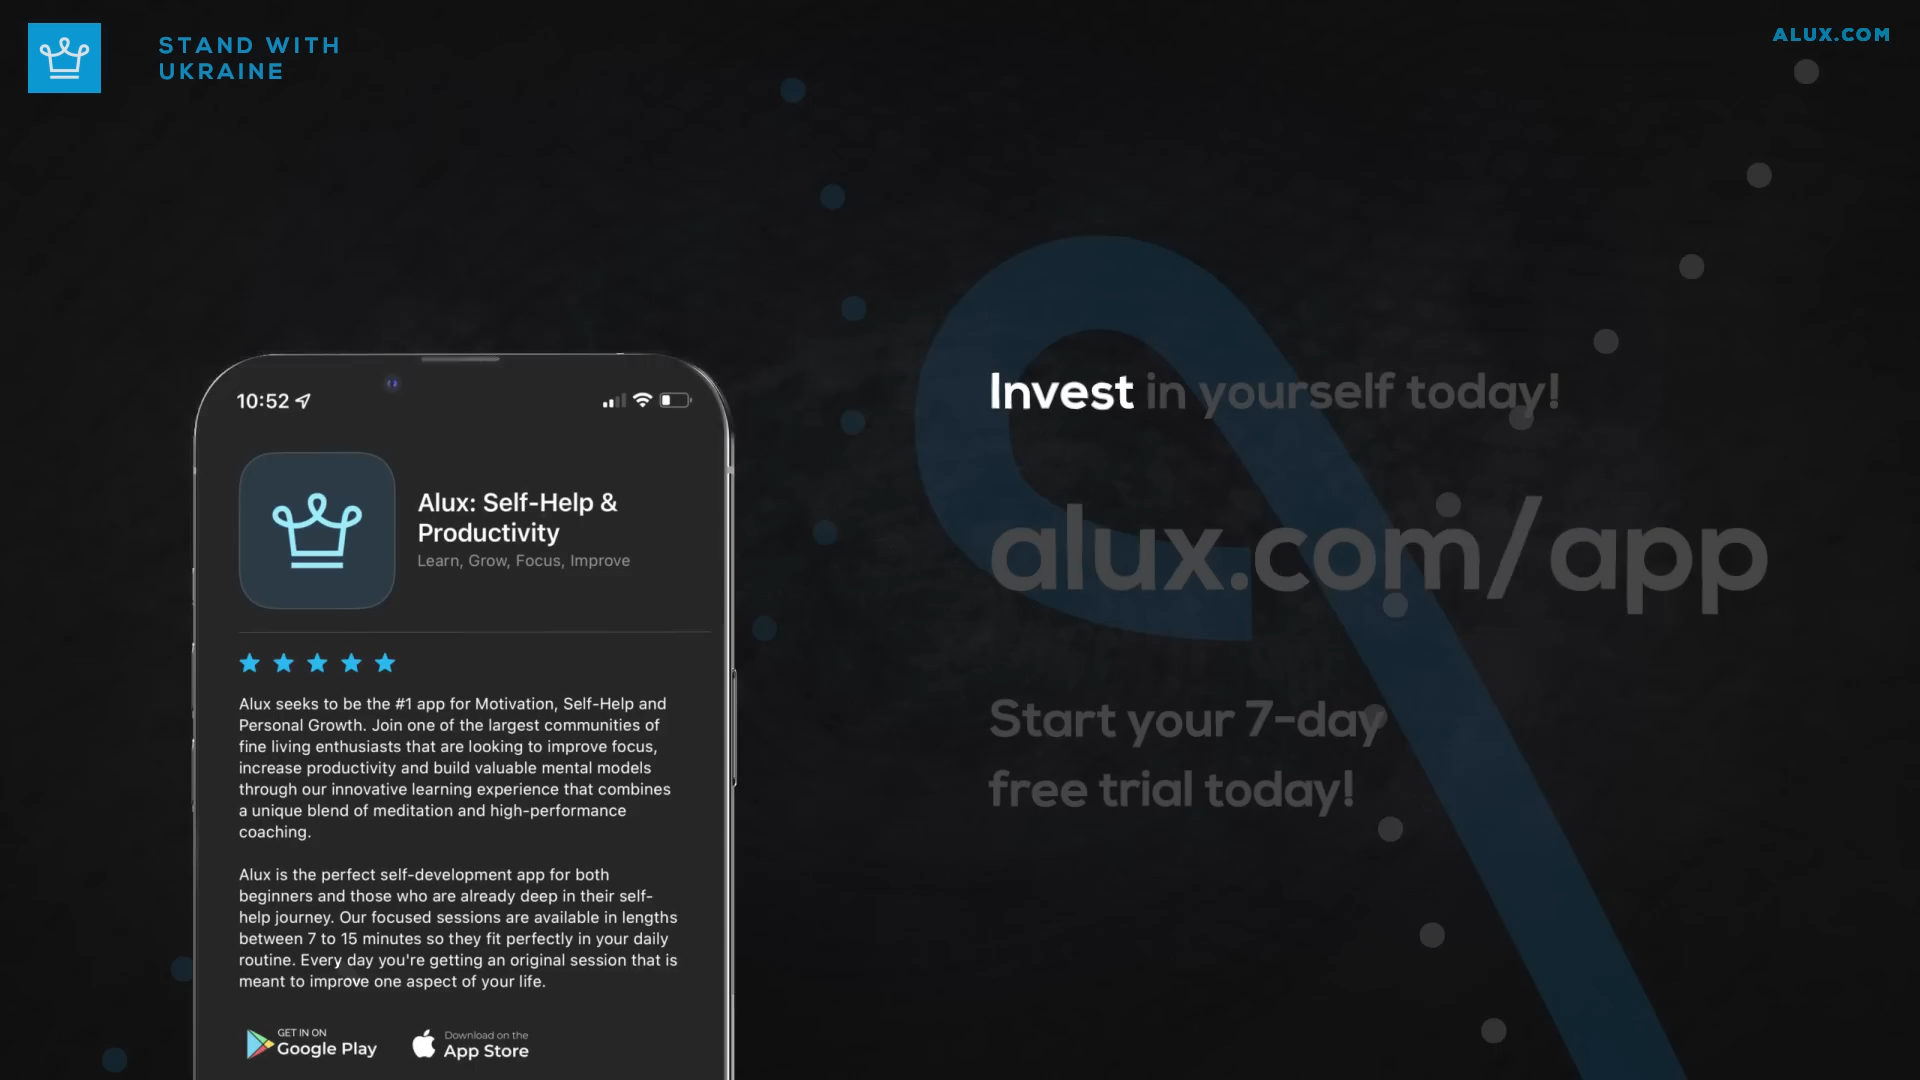 STAND WITH
UKRAINE
ALUX.COM
10:52
Alux: Self-Help &
Productivity
Learn, Grow, Focus, Improve
Alux seeks to be the #1 app for Motivation, Self-Help and
Personal Growth. Join one of the largest communities of
fine living enthusiasts that are looking to improve focus,
increase productivity and build valuable mental models
through our innovative learning experience that combines
a unique blend of meditation and high-performance
coaching.
Alux is the perfect self-development app for both
beginners and those who are already deep in their self-
help journey. Our focused sessions are available in lengths
between 7 to 15 minutes so they fit perfectly in your daily
routine. Every day you're getting an original session that is
meant to improve one aspect of your life.
GET IN ON
Google Play
Download on the
App Store
Invest in yourself today!
alux.com/app
Start your 7-day
free trial today!